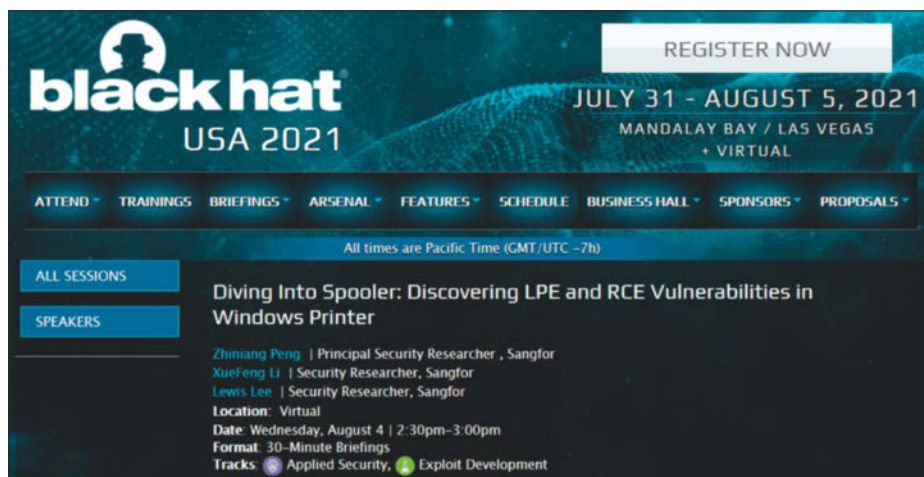 black hat
USA 2021
REGISTER NOW
JULY 31 - AUGUST 5, 2021
MANDALAY BAY / LAS VEGAS
+ VIRTUAL
ATTEND TRAININGS BRIEFINGS ARSENAL FEATURES SCHEDULE BUSINESS HALL SPONSORS PROPOSALS
All times are Pacific Time (GMT/UTC -7h)
ALL SESSIONS
SPEAKERS
Diving Into Spooler: Discovering LPE and RCE Vulnerabilities in
Windows Printer
Zhiniang Peng | Principal Security Researcher , Sangfor
XueFeng Li | Security Researcher, Sangfor
Lewis Lee | Security Researcher, Sangfor
Location: Virtual
Date: Wednesday, August 4 | 2:30pm-3:00pm
Format: 30-Minute Briefings
Tracks: Applied Security, Exploit Development